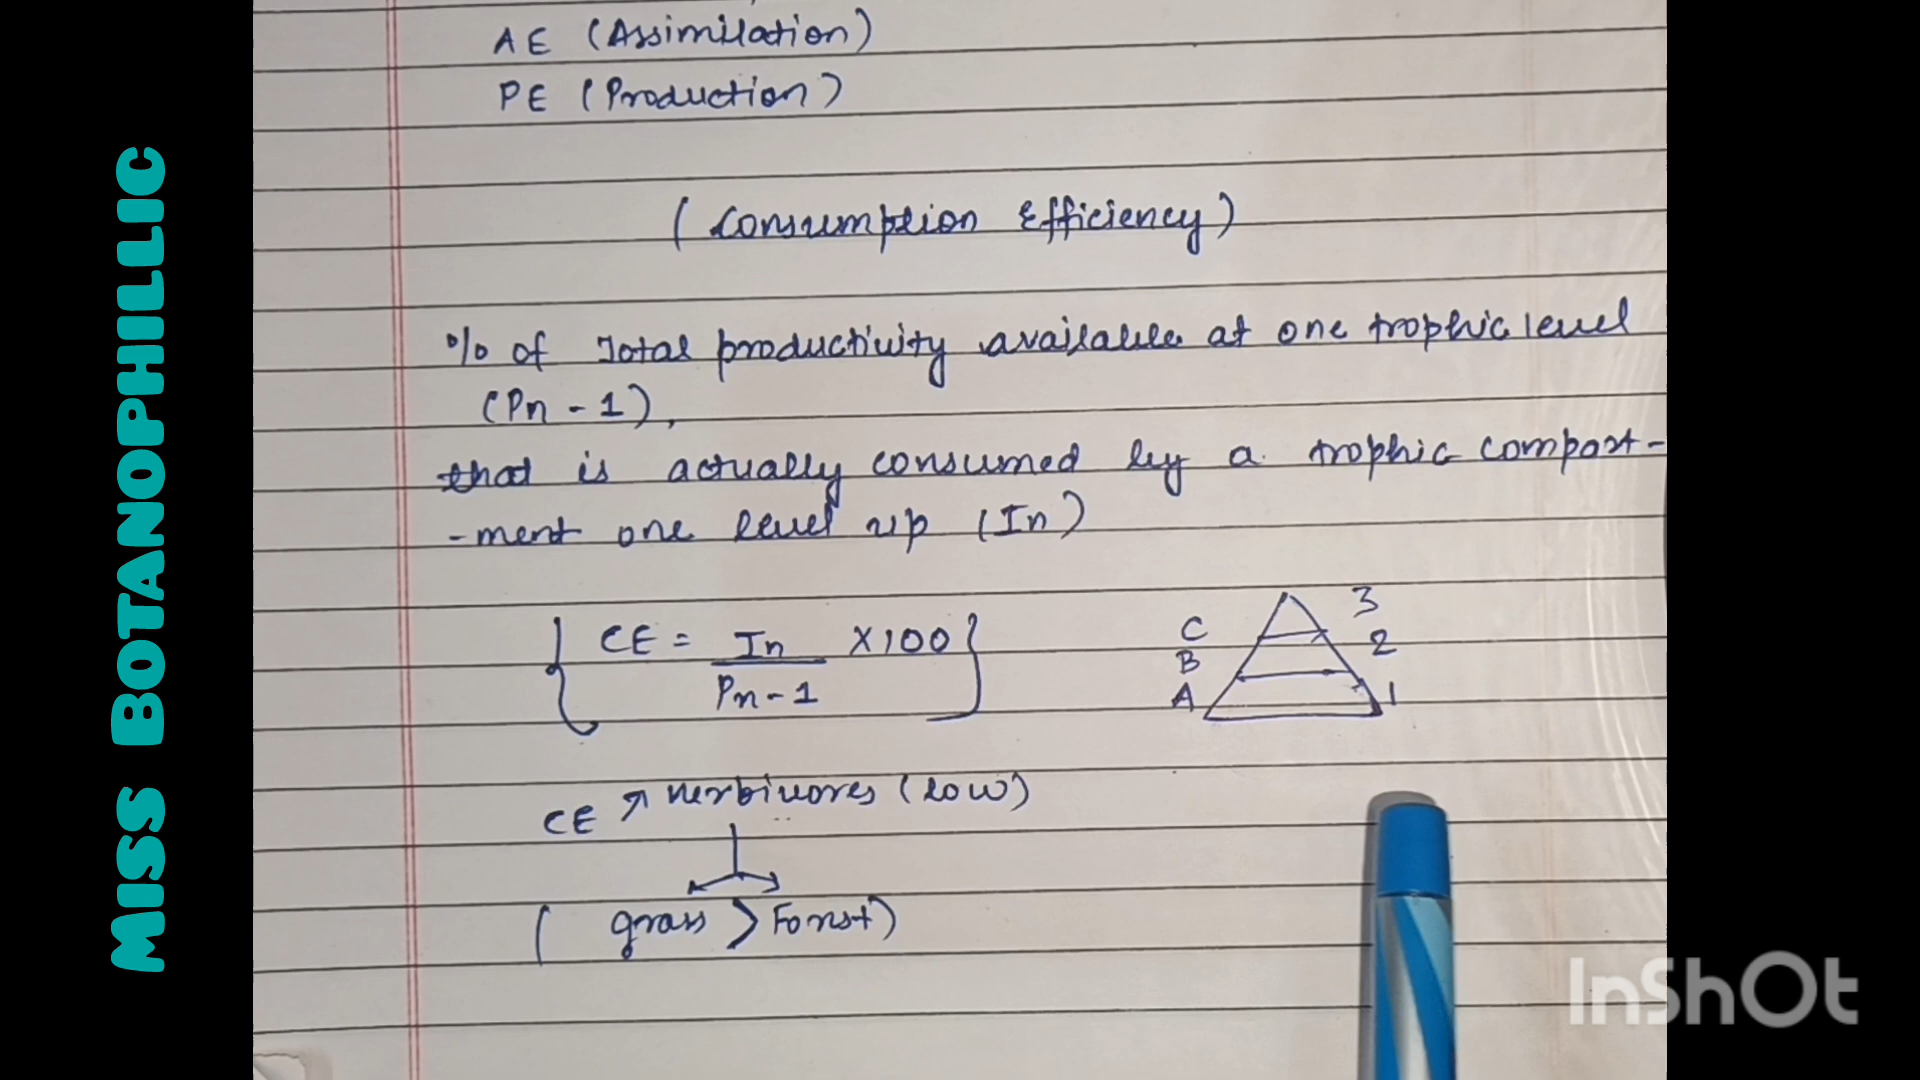 AE (Assimilation)
PE (Production)
(Consumption Efficiency)
% of Total productivity available at one trophic level
(Pn-1),
that is actually consumed by a trophic compart-
-ment one level up (In)
{ CE = In / Pn-1 X100 }
C 3
B 2
A 1
CE ↗ herbivores (low)
(grass > Forest)
MISS BOTANOPHILLIC
InShOt